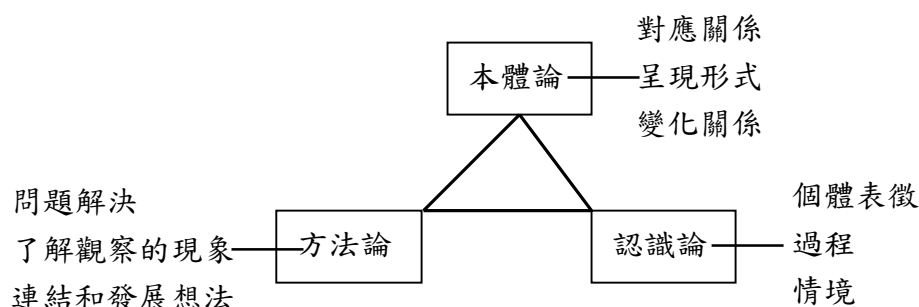 對應關係
本體論
呈現形式
變化關係
問題解決
了解觀察的現象
連結和發展想法
方法論
認識論
個體表徵
過程
情境